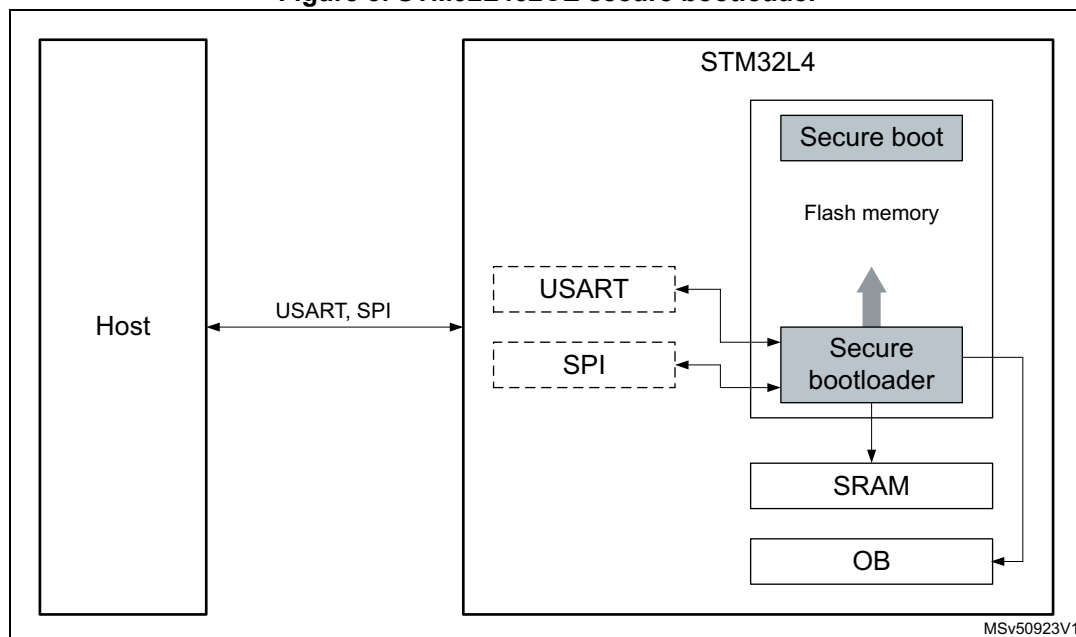 STM32L4
Secure boot
Flash memory
USART
USART, SPI
Host
SPI
Secure
bootloader
SRAM
OB
MSv50923V1